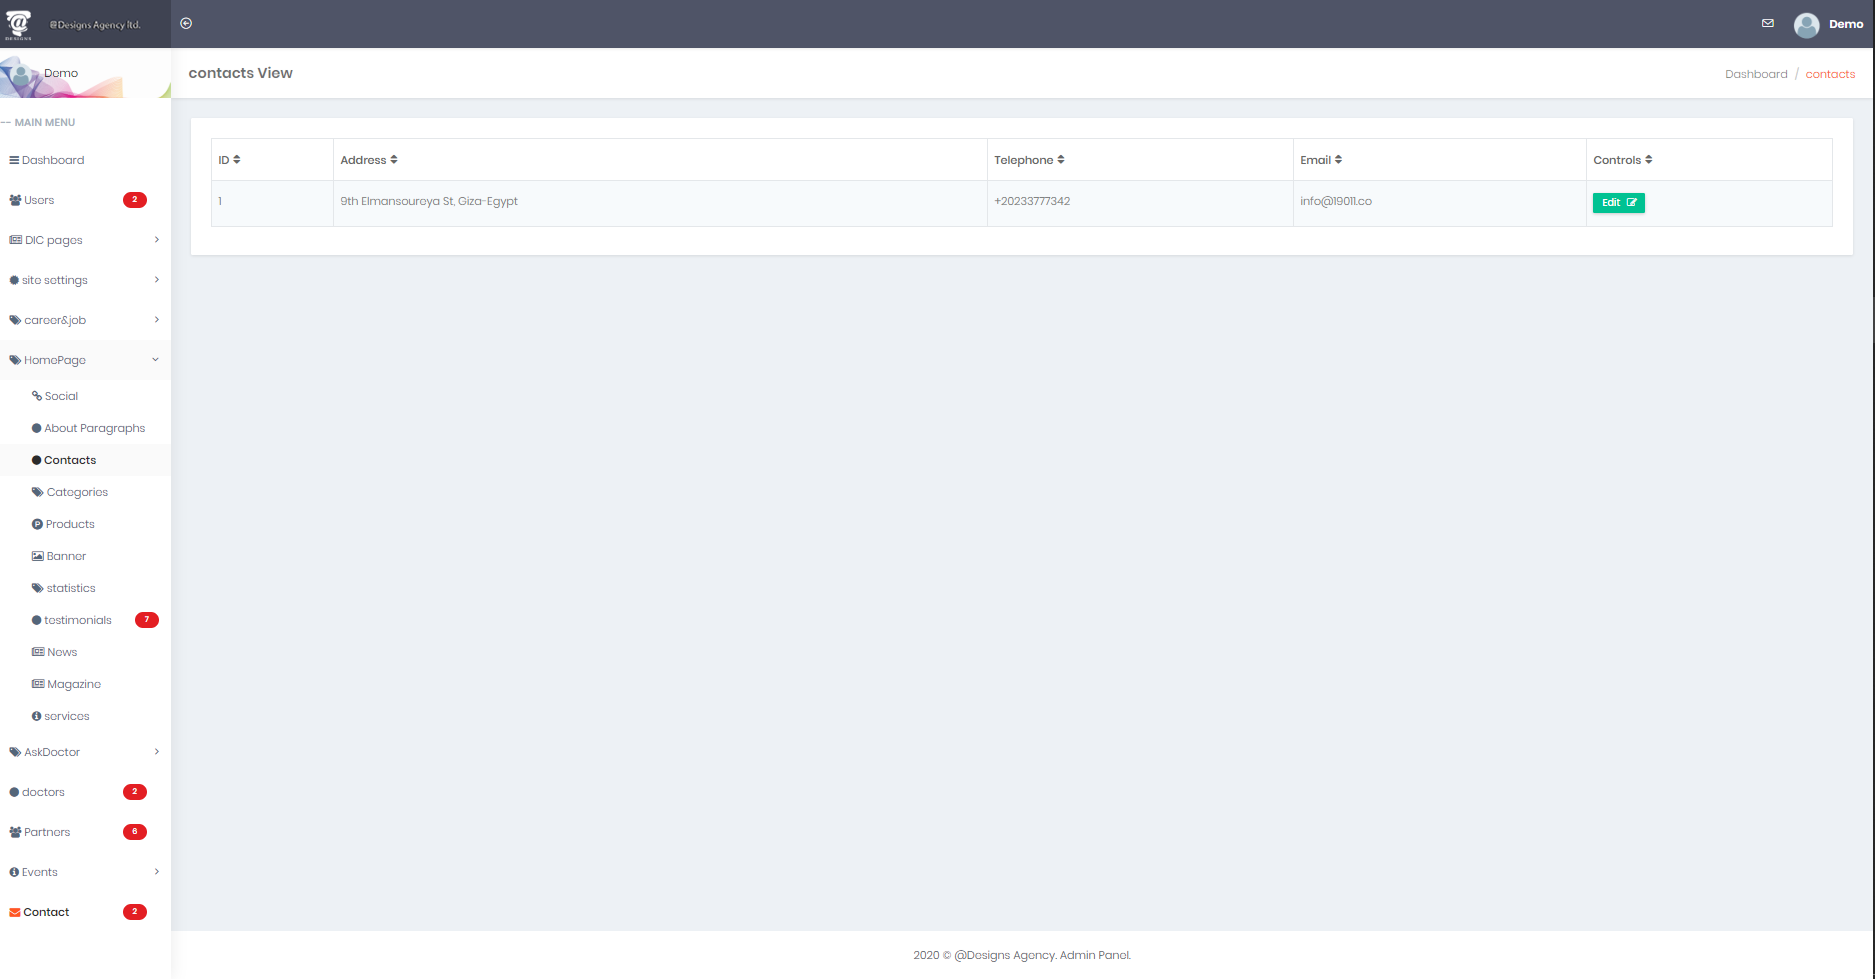 @
DESIGNS
@Designs Agency ltd.
Demo
Demo
contacts View
Dashboard / contacts
-- MAIN MENU
Dashboard
Users 2
DIC pages
site settings
career&job
HomePage
Social
About Paragraphs
Contacts
Categories
P Products
Banner
statistics
testimonials 7
News
Magazine
services
AskDoctor
doctors 2
Partners 6
Events
Contact 2
ID Address Telephone Email Controls
1 9th Elmansoureya St, Giza-Egypt +20233777342 info@19011.co Edit
2020 © @Designs Agency. Admin Panel.